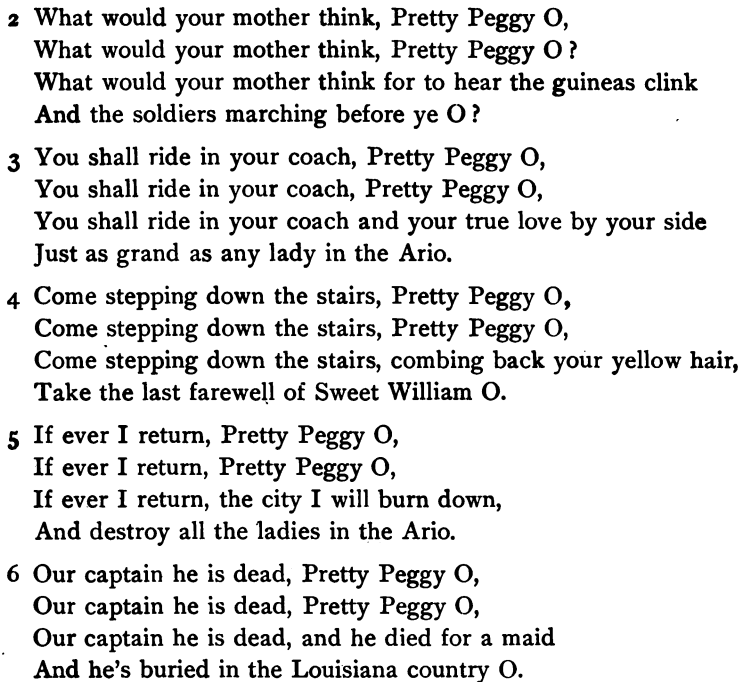 2 What would your mother think, Pretty Peggy O,
What would your mother think, Pretty Peggy O?
What would your mother think for to hear the guineas clink
And the soldiers marching before ye O?
3 You shall ride in your coach, Pretty Peggy O,
You shall ride in your coach, Pretty Peggy O,
You shall ride in your coach and your true love by your side
Just as grand as any lady in the Ario.
4 Come stepping down the stairs, Pretty Peggy O,
Come stepping down the stairs, Pretty Peggy O,
Come stepping down the stairs, combing back your yellow hair,
Take the last farewell of Sweet William O.
5 If ever I return, Pretty Peggy O,
If ever I return, Pretty Peggy O,
If ever I return, the city I will burn down,
And destroy all the ladies in the Ario.
6 Our captain he is dead, Pretty Peggy O,
Our captain he is dead, Pretty Peggy O,
Our captain he is dead, and he died for a maid
And he's buried in the Louisiana country O.